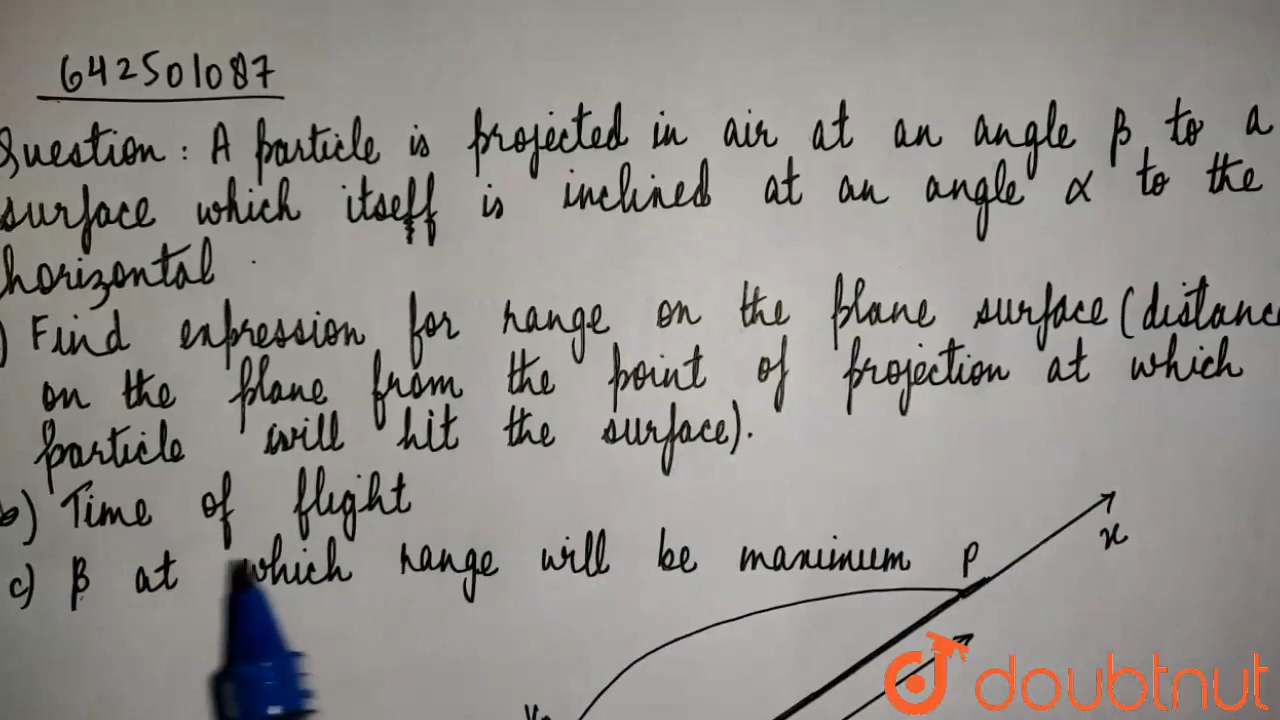 642501087
Question: A particle is projected in air at an angle β to a
surface which itself is inclined at an angle α to the
horizontal.
) Find expression for range on the plane surface (distance
on the plane from the point of projection at which
particle will hit the surface).
b) Time of flight
c) β at which range will be maximum
P
x
doubtnut